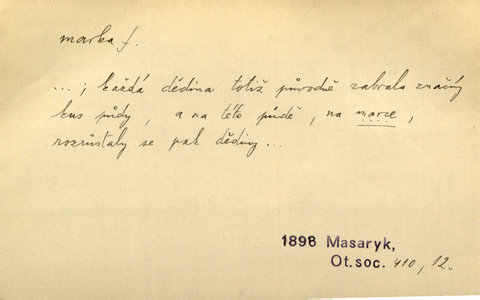 marka f.
...; každá dědina totiž původně zabrala značný
kus půdy, a na této půdě, na marce,
rozrůstaly se pak dědiny...
1898 Masaryk,
Ot.soc. 410, 12.